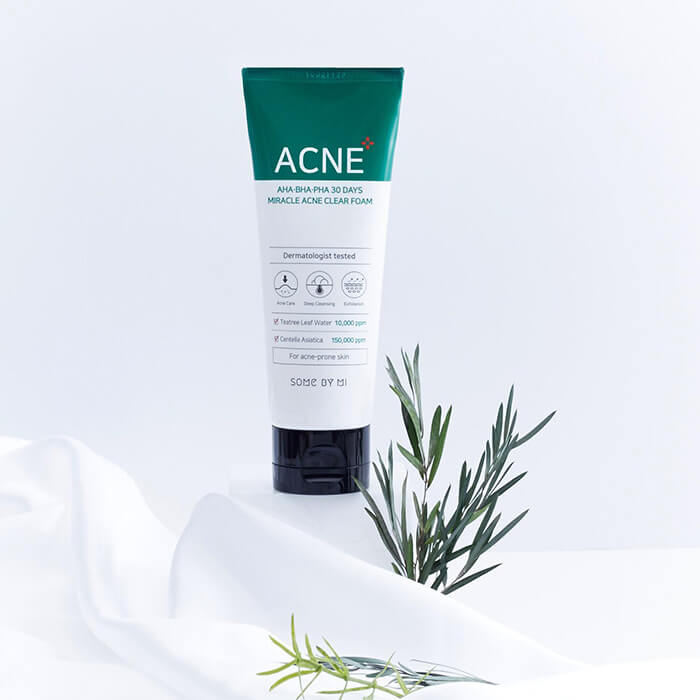 ACNE
AHA·BHA·PHA 30 DAYS
MIRACLE ACNE CLEAR FOAM
Dermatologist tested
Acne Care Deep Cleansing Exfoliation
Teatree Leaf Water 10,000 ppm
Centella Asiatica 150,000 ppm
For acne-prone skin
SOME BY MI